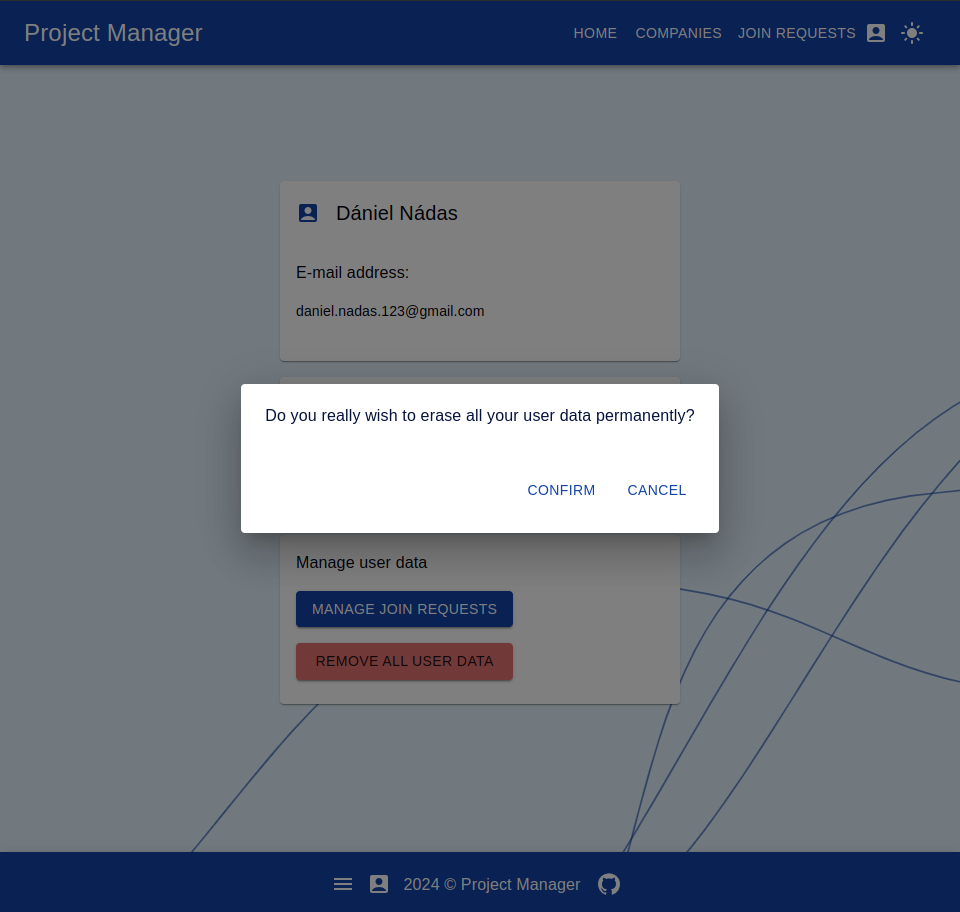 Project Manager
HOME COMPANIES JOIN REQUESTS
Dániel Nádas
E-mail address:
daniel.nadas.123@gmail.com
Do you really wish to erase all your user data permanently?
CONFIRM CANCEL
Manage user data
MANAGE JOIN REQUESTS
REMOVE ALL USER DATA
2024 © Project Manager